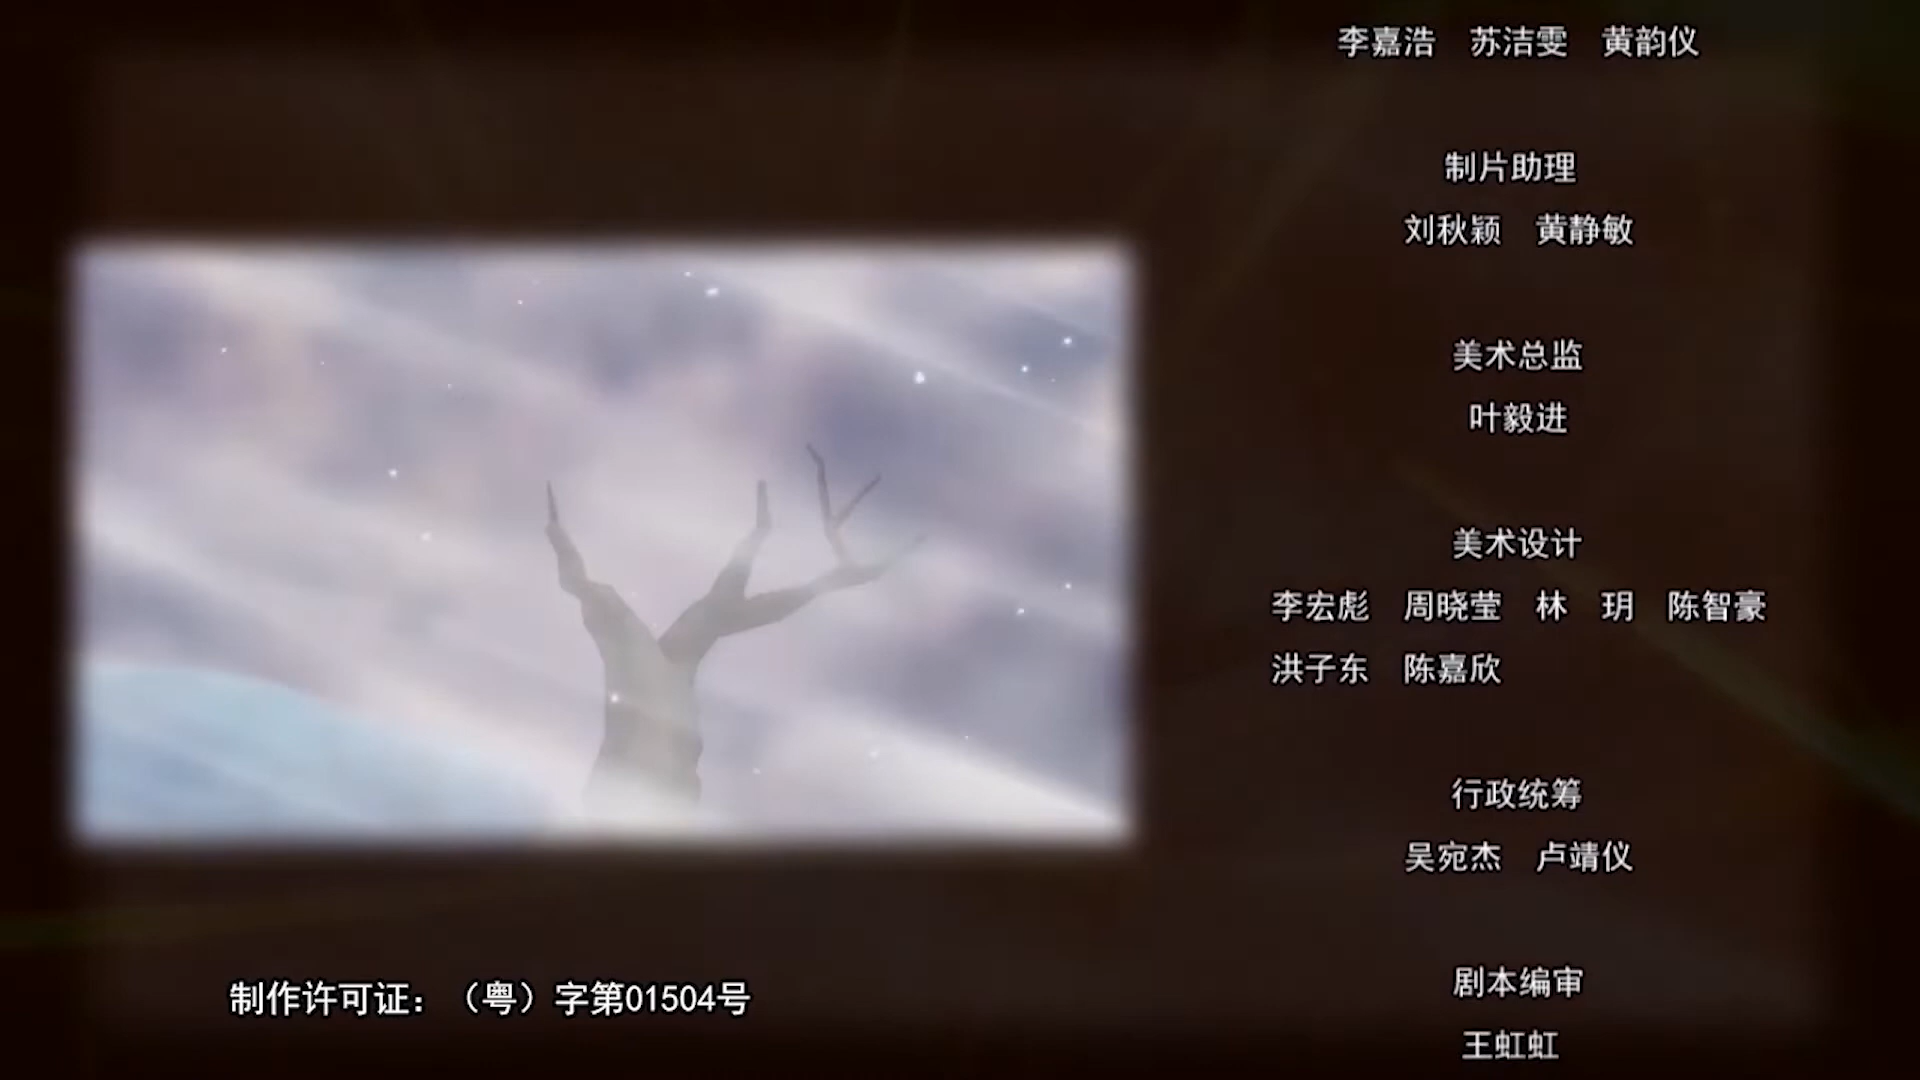 李嘉浩 苏洁雯 黄韵仪
制片助理
刘秋颖 黄静敏
美术总监
叶毅进
美术设计
李宏彪 周晓莹 林 玥 陈智豪
洪子东 陈嘉欣
行政统筹
吴宛杰 卢靖仪
剧本编审
王虹虹
制作许可证：（粤）字第01504号